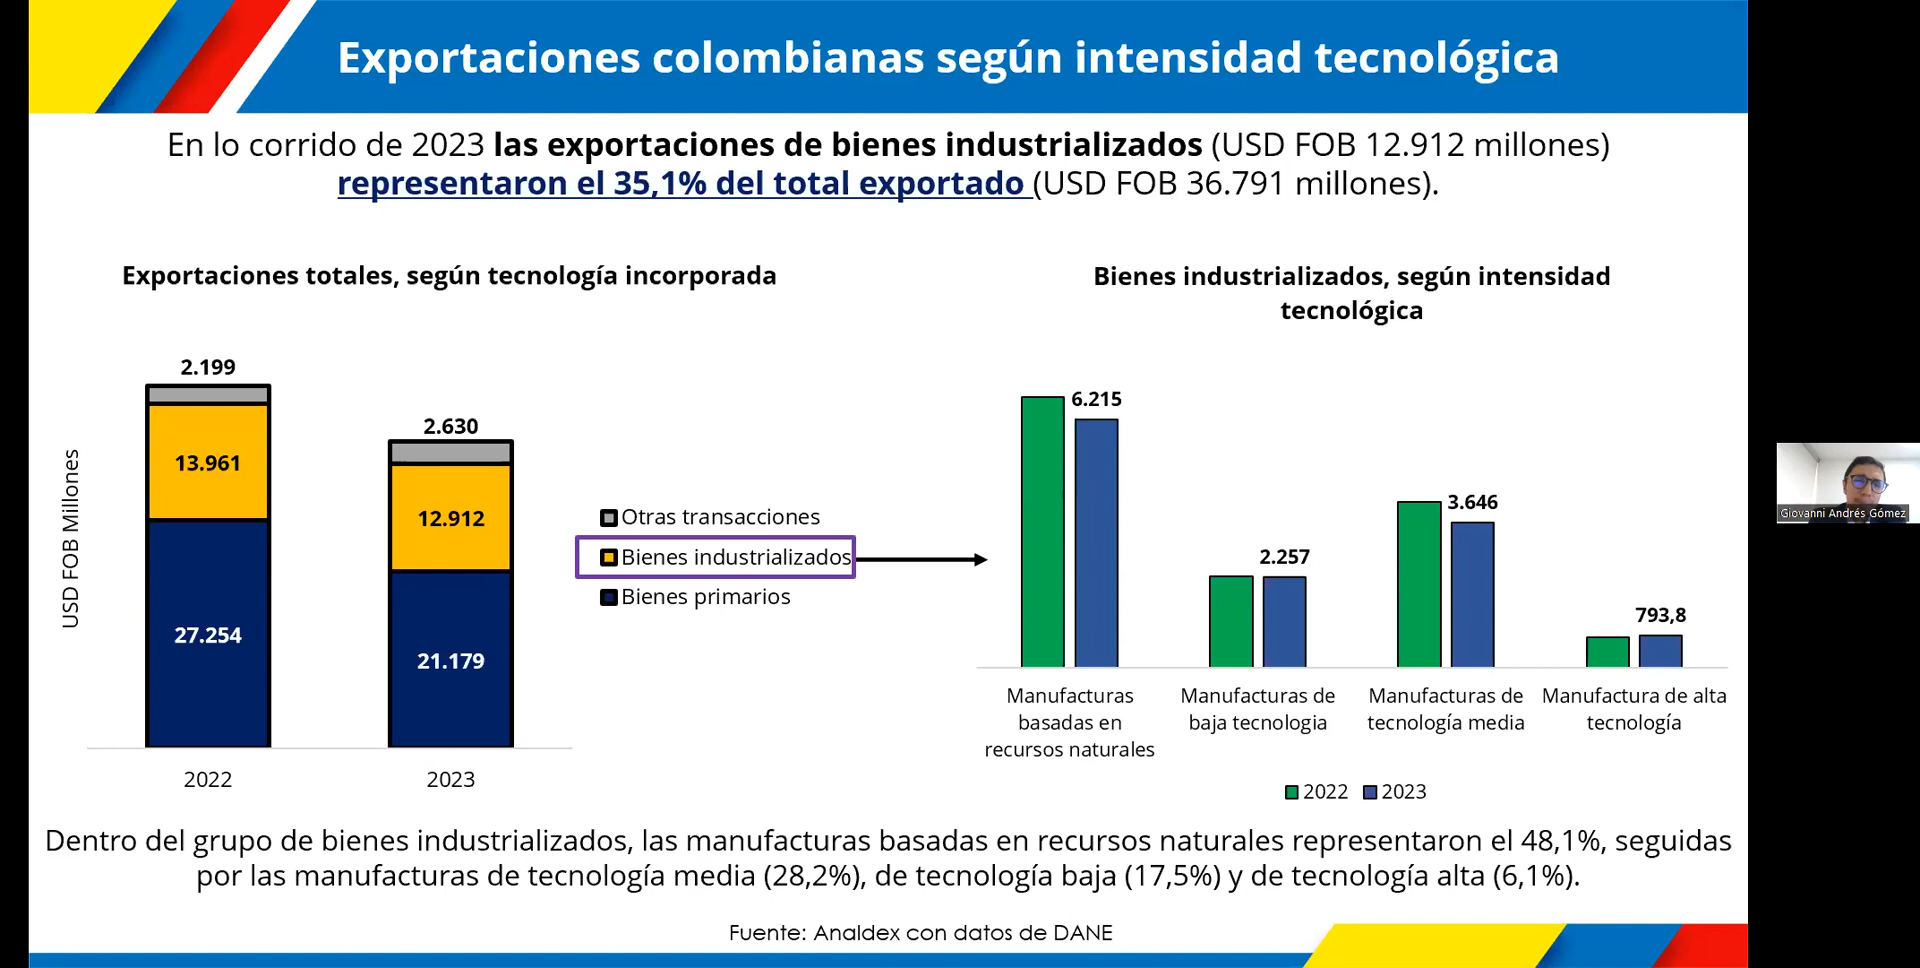 Exportaciones colombianas según intensidad tecnológica
En lo corrido de 2023 las exportaciones de bienes industrializados (USD FOB 12.912 millones)
representaron el 35,1% del total exportado (USD FOB 36.791 millones).
Exportaciones totales, según tecnología incorporada
USD FOB Millones
2.199
13.961
27.254
2.630
12.912
21.179
2022
2023
Otras transacciones
Bienes industrializados
Bienes primarios
Bienes industrializados, según intensidad
tecnológica
6.215
2.257
3.646
793,8
Manufacturas
basadas en
recursos naturales
Manufacturas de
baja tecnologia
Manufacturas de
tecnología media
Manufactura de alta
tecnología
2022
2023
Giovanni Andrés Gómez
Dentro del grupo de bienes industrializados, las manufacturas basadas en recursos naturales representaron el 48,1%, seguidas
por las manufacturas de tecnología media (28,2%), de tecnología baja (17,5%) y de tecnología alta (6,1%).
Fuente: Analdex con datos de DANE